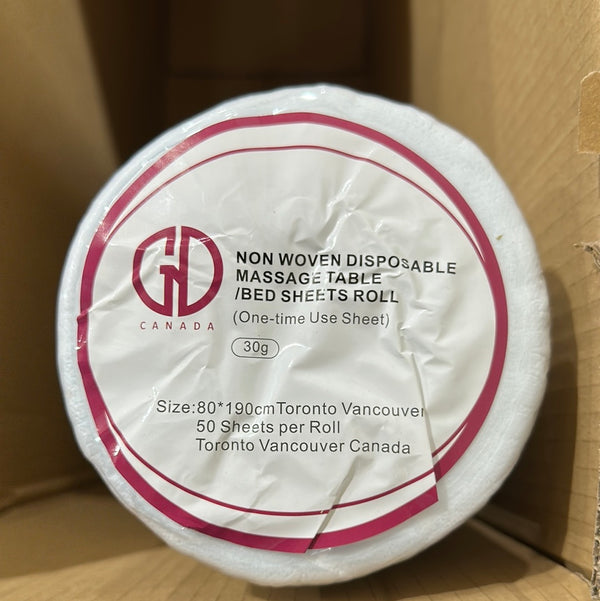 GD
CANADA
NON WOVEN DISPOSABLE
MASSAGE TABLE
/BED SHEETS ROLL
(One-time Use Sheet)
30g
Size:80*190cmToronto Vancouver
50 Sheets per Roll
Toronto Vancouver Canada